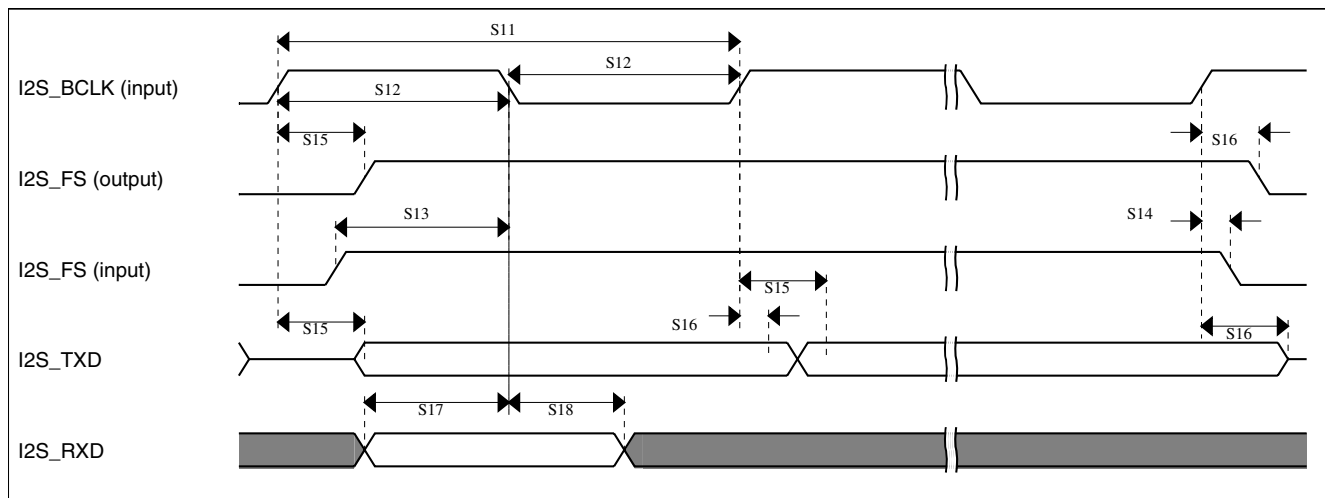 S11
I2S_BCLK (input)
S12
S12
S15
S16
I2S_FS (output)
S13
S14
I2S_FS (input)
S15
S15
S16
S16
I2S_TXD
S17
S18
I2S_RXD